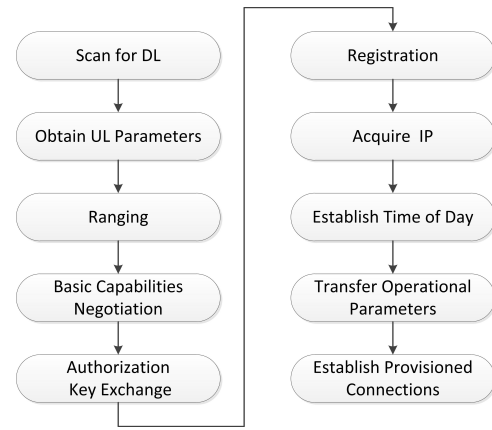 Scan for DL
Obtain UL Parameters
Ranging
Basic Capabilities
Negotiation
Authorization
Key Exchange
Registration
Acquire IP
Establish Time of Day
Transfer Operational
Parameters
Establish Provisioned
Connections